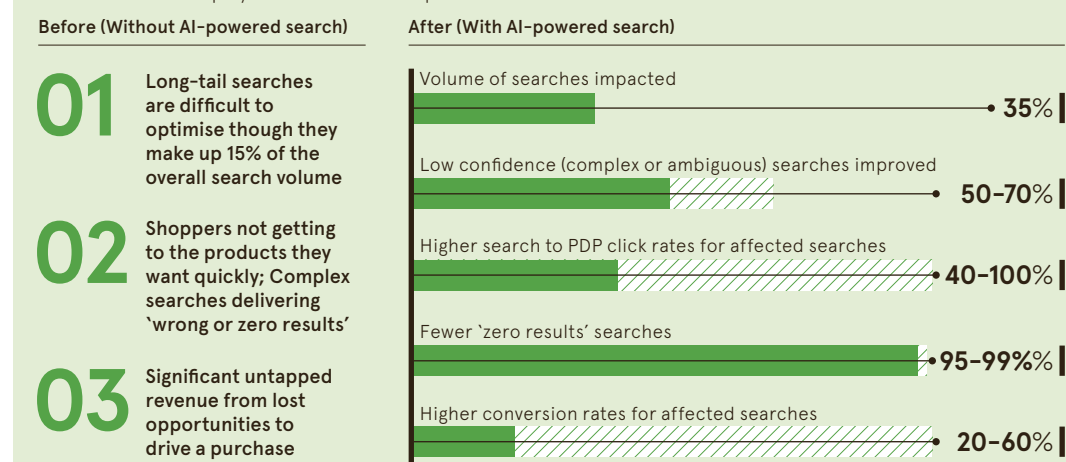 Before (Without AI-powered search)
01
Long-tail searches
are difficult to
optimise though they
make up 15% of the
overall search volume
02
Shoppers not getting
to the products they
want quickly; Complex
searches delivering
‘wrong or zero results’
03
Significant untapped
revenue from lost
opportunities to
drive a purchase
After (With AI-powered search)
Volume of searches impacted
35%
Low confidence (complex or ambiguous) searches improved
50-70%
Higher search to PDP click rates for affected searches
40-100%
Fewer ‘zero results’ searches
95-99%%
Higher conversion rates for affected searches
20-60%